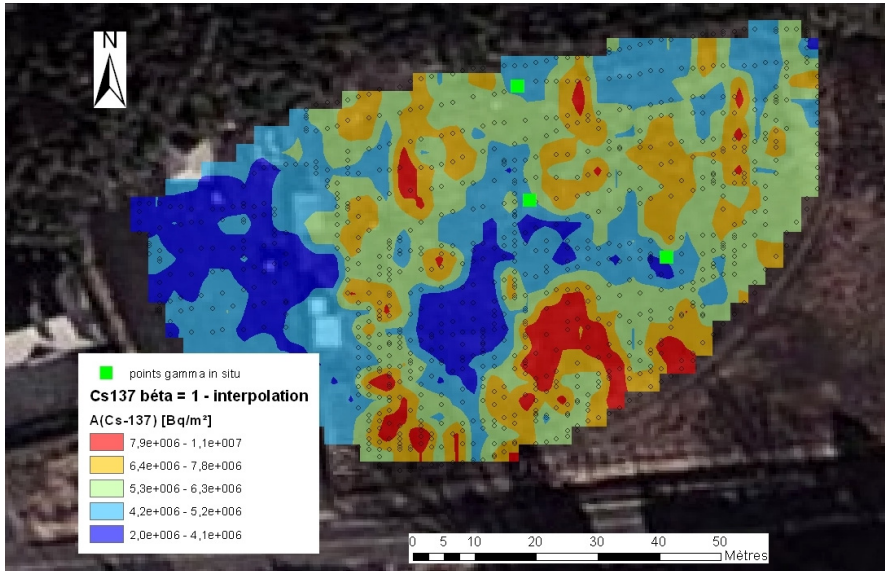 N
points gamma in situ
Cs137 béta = 1 - interpolation
A(Cs-137) [Bq/m²]
7,9e+006 - 1,1e+007
6,4e+006 - 7,8e+006
5,3e+006 - 6,3e+006
4,2e+006 - 5,2e+006
2,0e+006 - 4,1e+006
0 5 10 20 30 40 50
Mètres